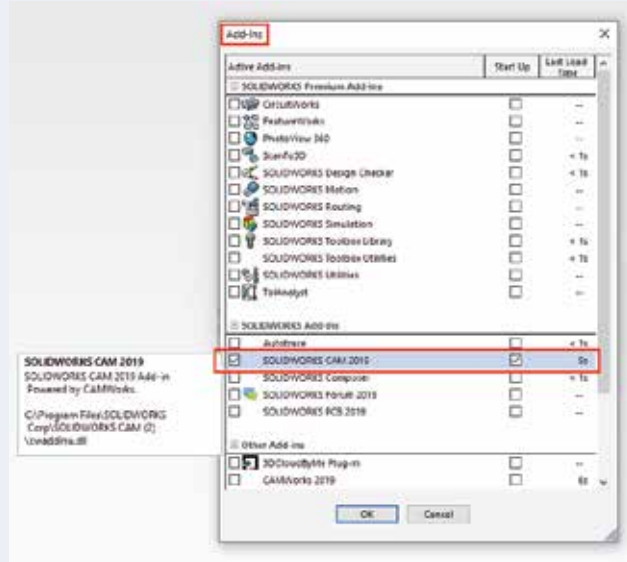 Add-Ins
Active Add-ins Start Up Last Load Time
SOLIDWORKS Premium Add-ins
CircuitWorks --
FeatureWorks --
PhotoView 360 --
ScanTo3D < 1s
SOLIDWORKS Design Checker < 1s
SOLIDWORKS Motion --
SOLIDWORKS Routing --
SOLIDWORKS Simulation --
SOLIDWORKS Toolbox Library < 1s
SOLIDWORKS Toolbox Utilities < 1s
SOLIDWORKS Utilities --
TolAnalyst --
SOLIDWORKS Add-ins
Autotrace < 1s
SOLIDWORKS CAM 2019
SOLIDWORKS Composer < 1s
SOLIDWORKS Forum 2019 --
SOLIDWORKS PCB 2019
Other Add-ins
3DCloudByMe Plug-in --
CAMWorks 2019 6s
OK Cancel
SOLIDWORKS CAM 2019
SOLIDWORKS CAM 2019 Add-in
Powered by CAMWorks.
C:\Program Files\SOLIDWORKS
Corp\SOLIDWORKS CAM (2)